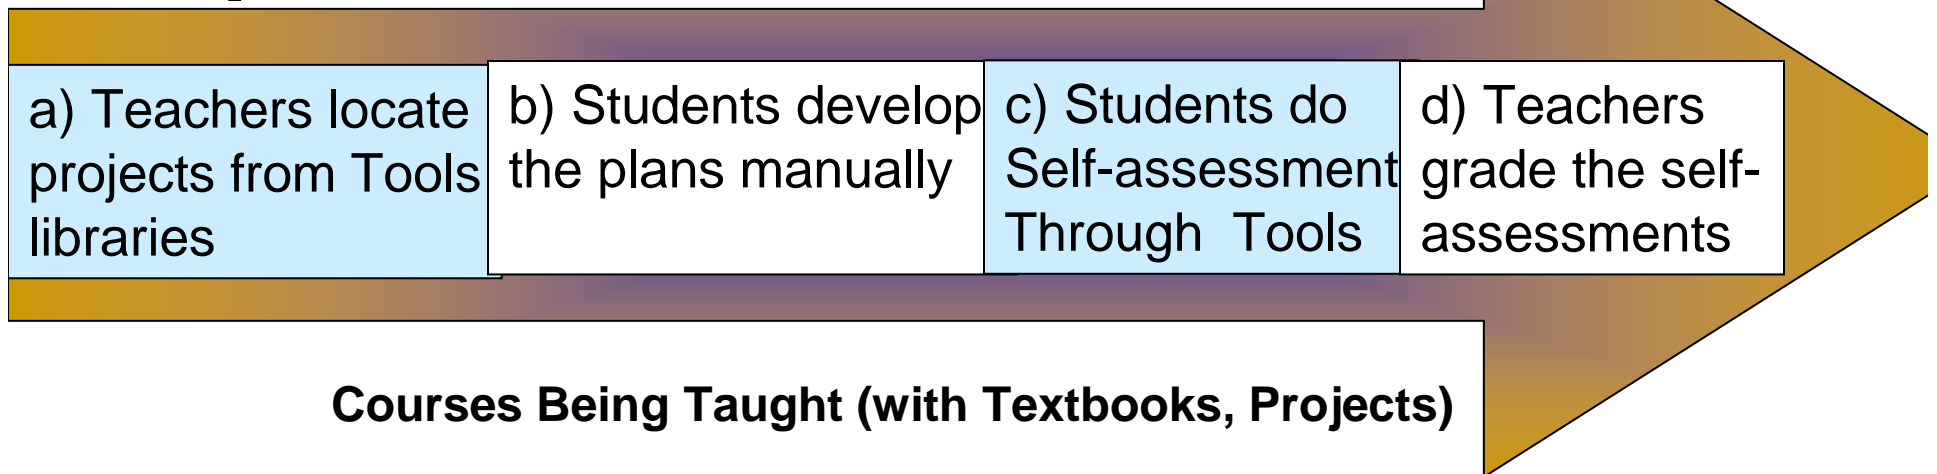 a) Teachers locate
projects from Tools
libraries
b) Students develop
the plans manually
c) Students do
Self-assessment
Through Tools
d) Teachers
grade the self-
assessments
Courses Being Taught (with Textbooks, Projects)